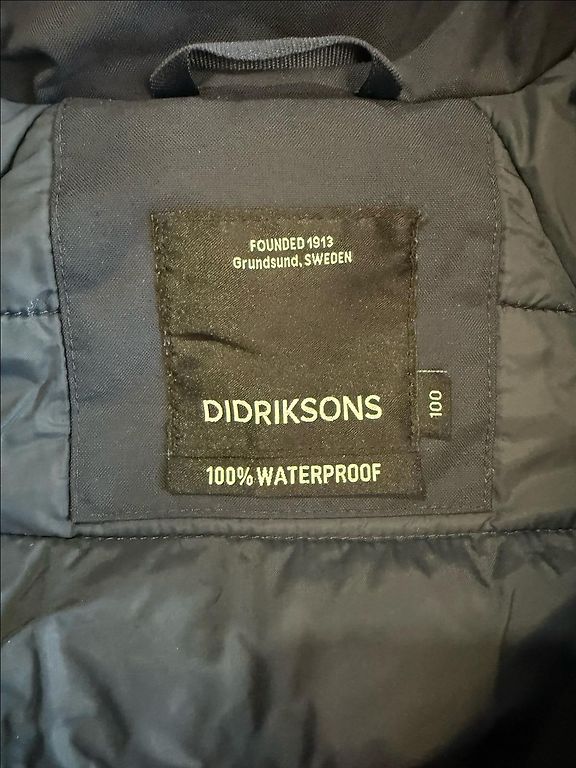 FOUNDED 1913
Grundsund, SWEDEN
DIDRIKSONS
100
100% WATERPROOF